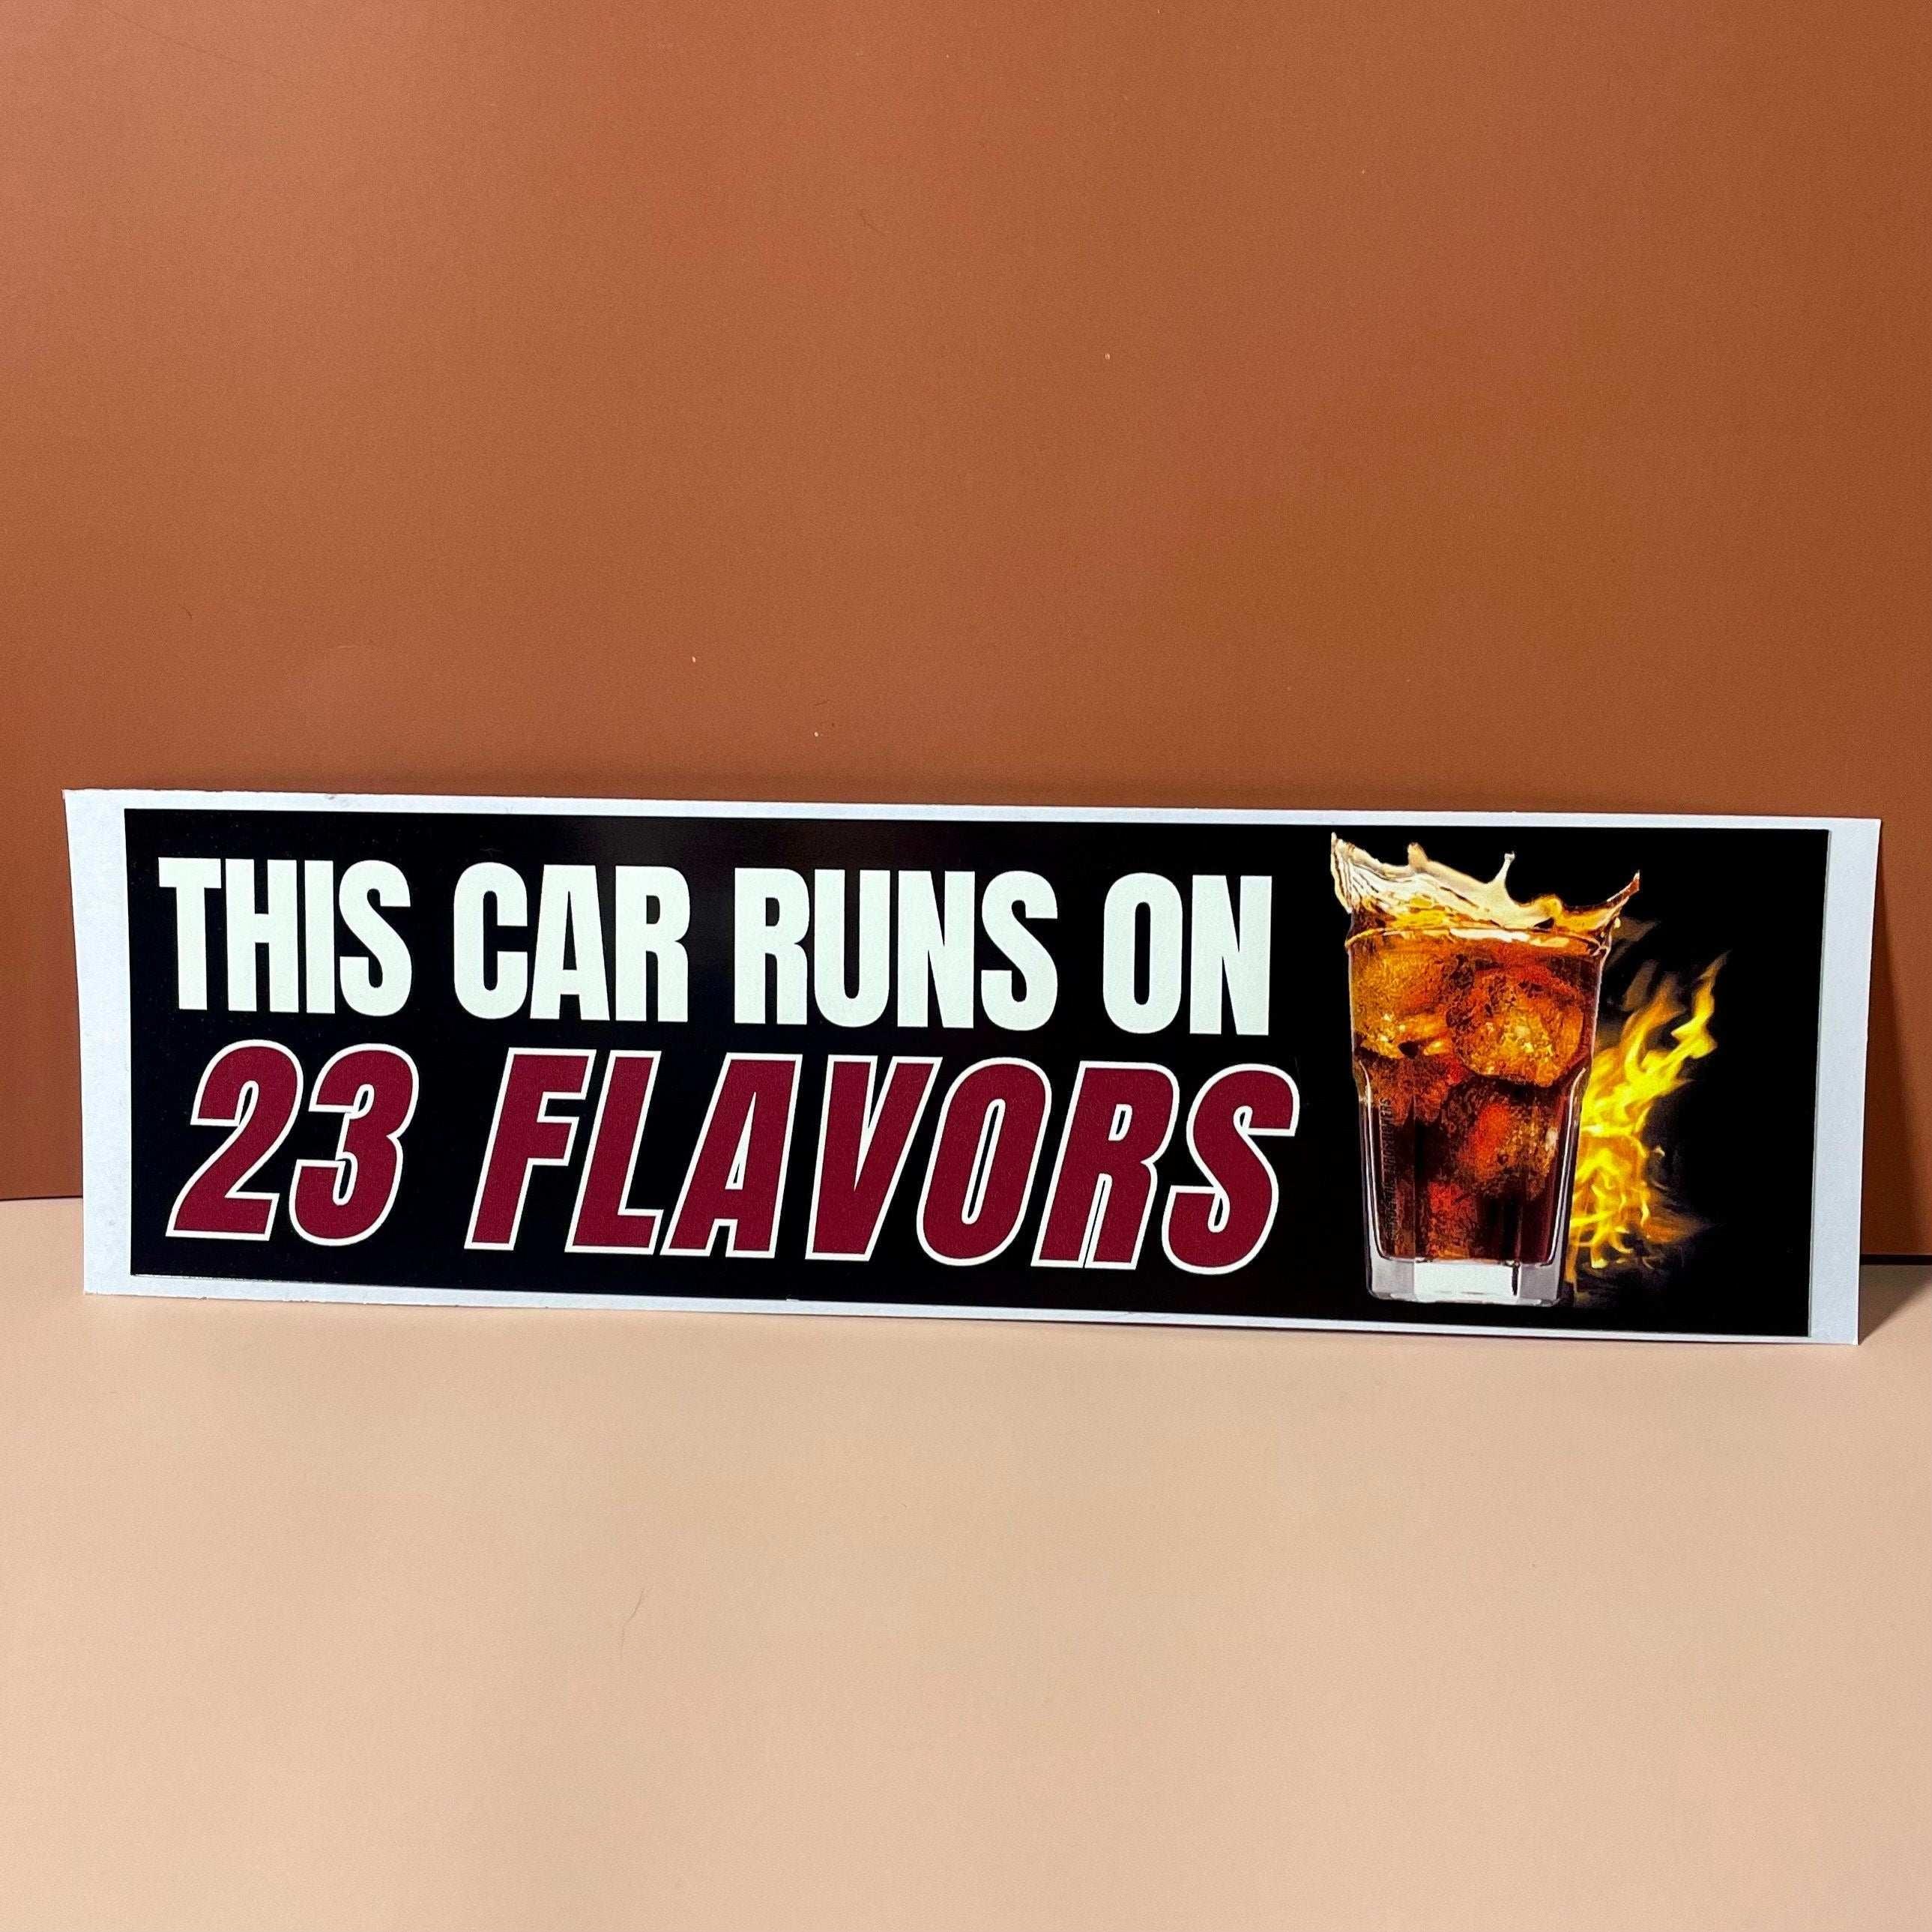 THIS CAR RUNS ON
23 FLAVORS